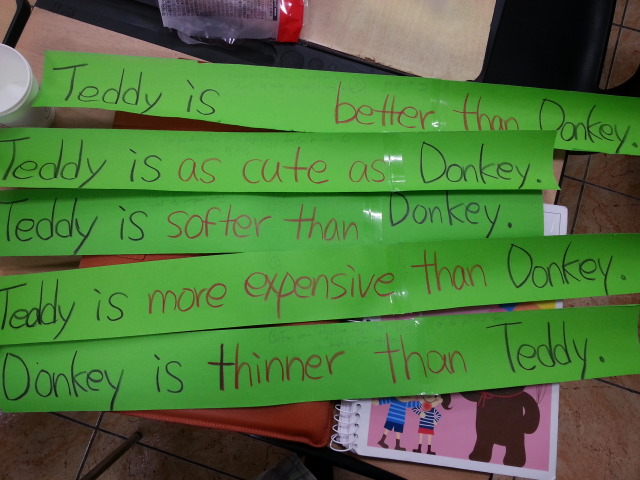 Teddy is better than Donkey.
Teddy is as cute as Donkey.
Teddy is softer than Donkey.
Teddy is more expensive than Donkey.
Donkey is thinner than Teddy.